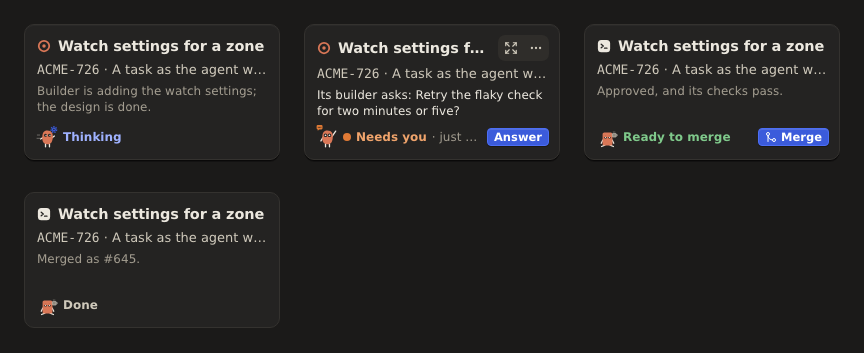 Watch settings for a zone
ACME-726 · A task as the agent w…
Builder is adding the watch settings;
the design is done.
Thinking
Watch settings f…
ACME-726 · A task as the agent w…
Its builder asks: Retry the flaky check
for two minutes or five?
Needs you · just … Answer
Watch settings for a zone
ACME-726 · A task as the agent w…
Approved, and its checks pass.
Ready to merge Merge
Watch settings for a zone
ACME-726 · A task as the agent w…
Merged as #645.
Done